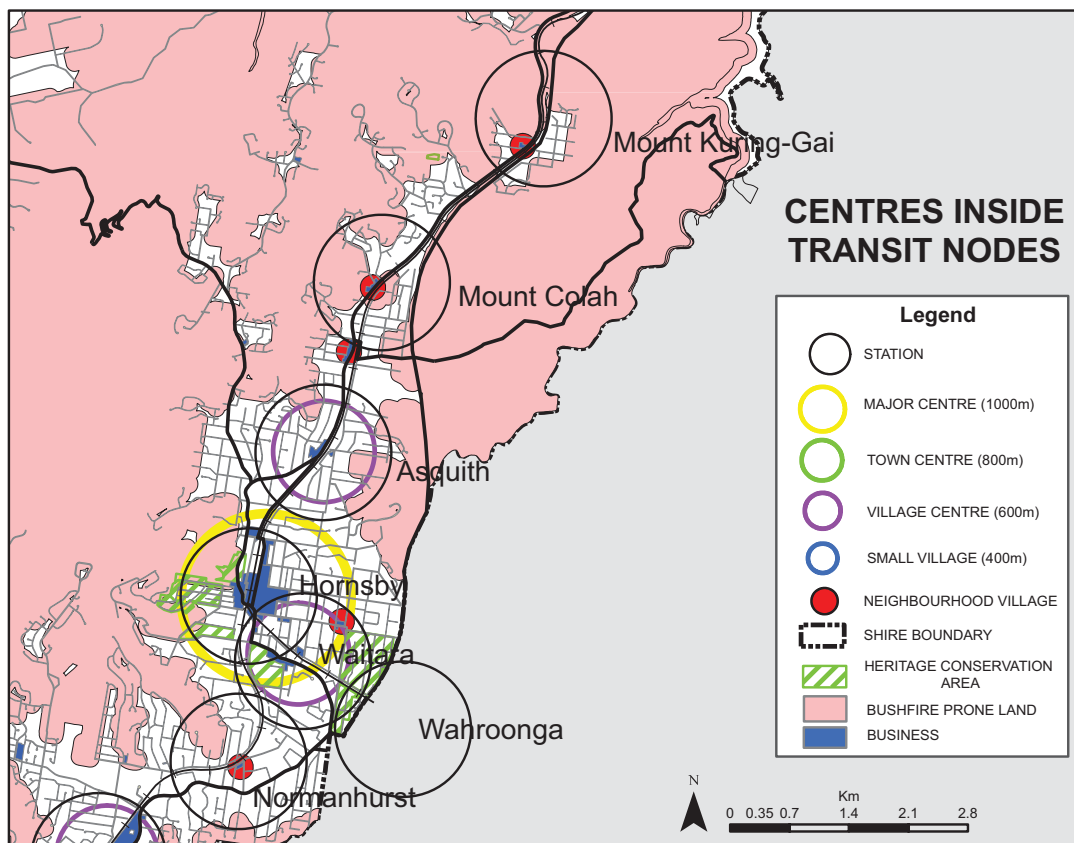 Mount Kuring-Gai
CENTRES INSIDE
TRANSIT NODES
Mount Colah
Asquith
Hornsby
Waitara
Wahroonga
Normanhurst
Legend
STATION
MAJOR CENTRE (1000m)
TOWN CENTRE (800m)
VILLAGE CENTRE (600m)
SMALL VILLAGE (400m)
NEIGHBOURHOOD VILLAGE
SHIRE BOUNDARY
HERITAGE CONSERVATION
AREA
BUSHFIRE PRONE LAND
BUSINESS
N
Km
0 0.35 0.7 1.4 2.1 2.8